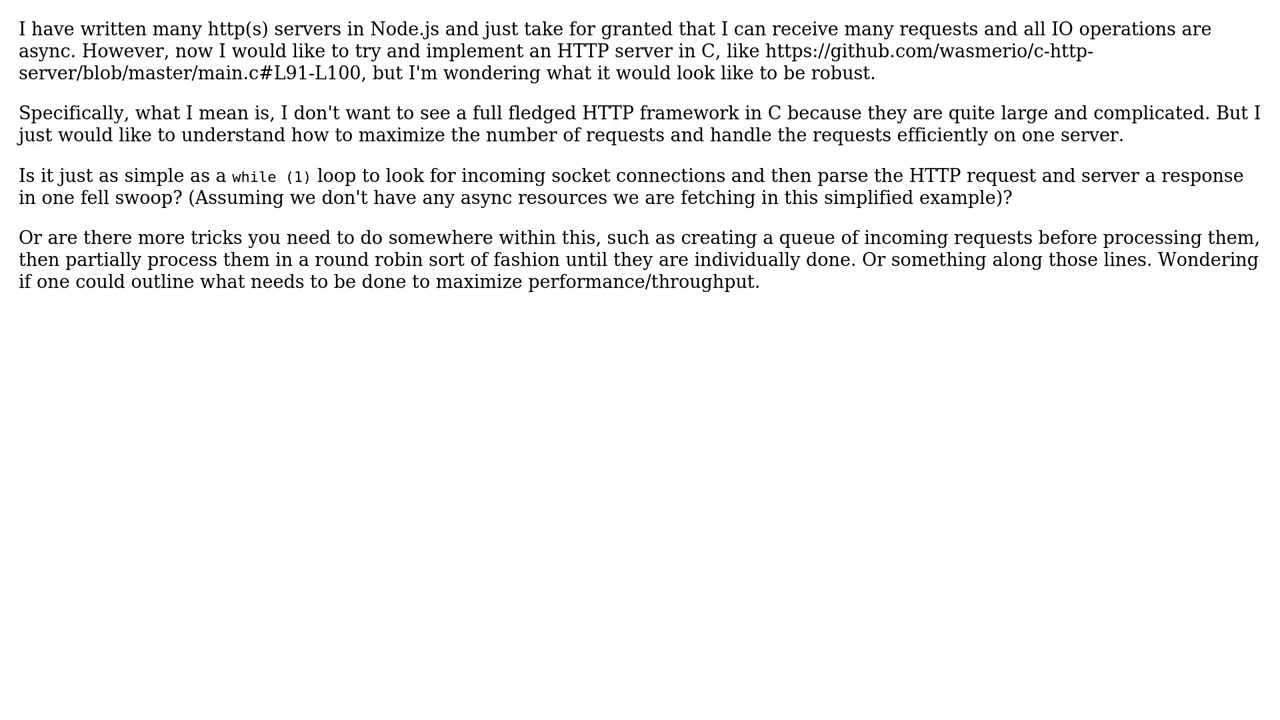 I have written many http(s) servers in Node.js and just take for granted that I can receive many requests and all IO operations are
async. However, now I would like to try and implement an HTTP server in C, like https://github.com/wasmerio/c-http-
server/blob/master/main.c#L91-L100, but I'm wondering what it would look like to be robust.
Specifically, what I mean is, I don't want to see a full fledged HTTP framework in C because they are quite large and complicated. But I
just would like to understand how to maximize the number of requests and handle the requests efficiently on one server.
Is it just as simple as a while (1) loop to look for incoming socket connections and then parse the HTTP request and server a response
in one fell swoop? (Assuming we don't have any async resources we are fetching in this simplified example)?
Or are there more tricks you need to do somewhere within this, such as creating a queue of incoming requests before processing them,
then partially process them in a round robin sort of fashion until they are individually done. Or something along those lines. Wondering
if one could outline what needs to be done to maximize performance/throughput.